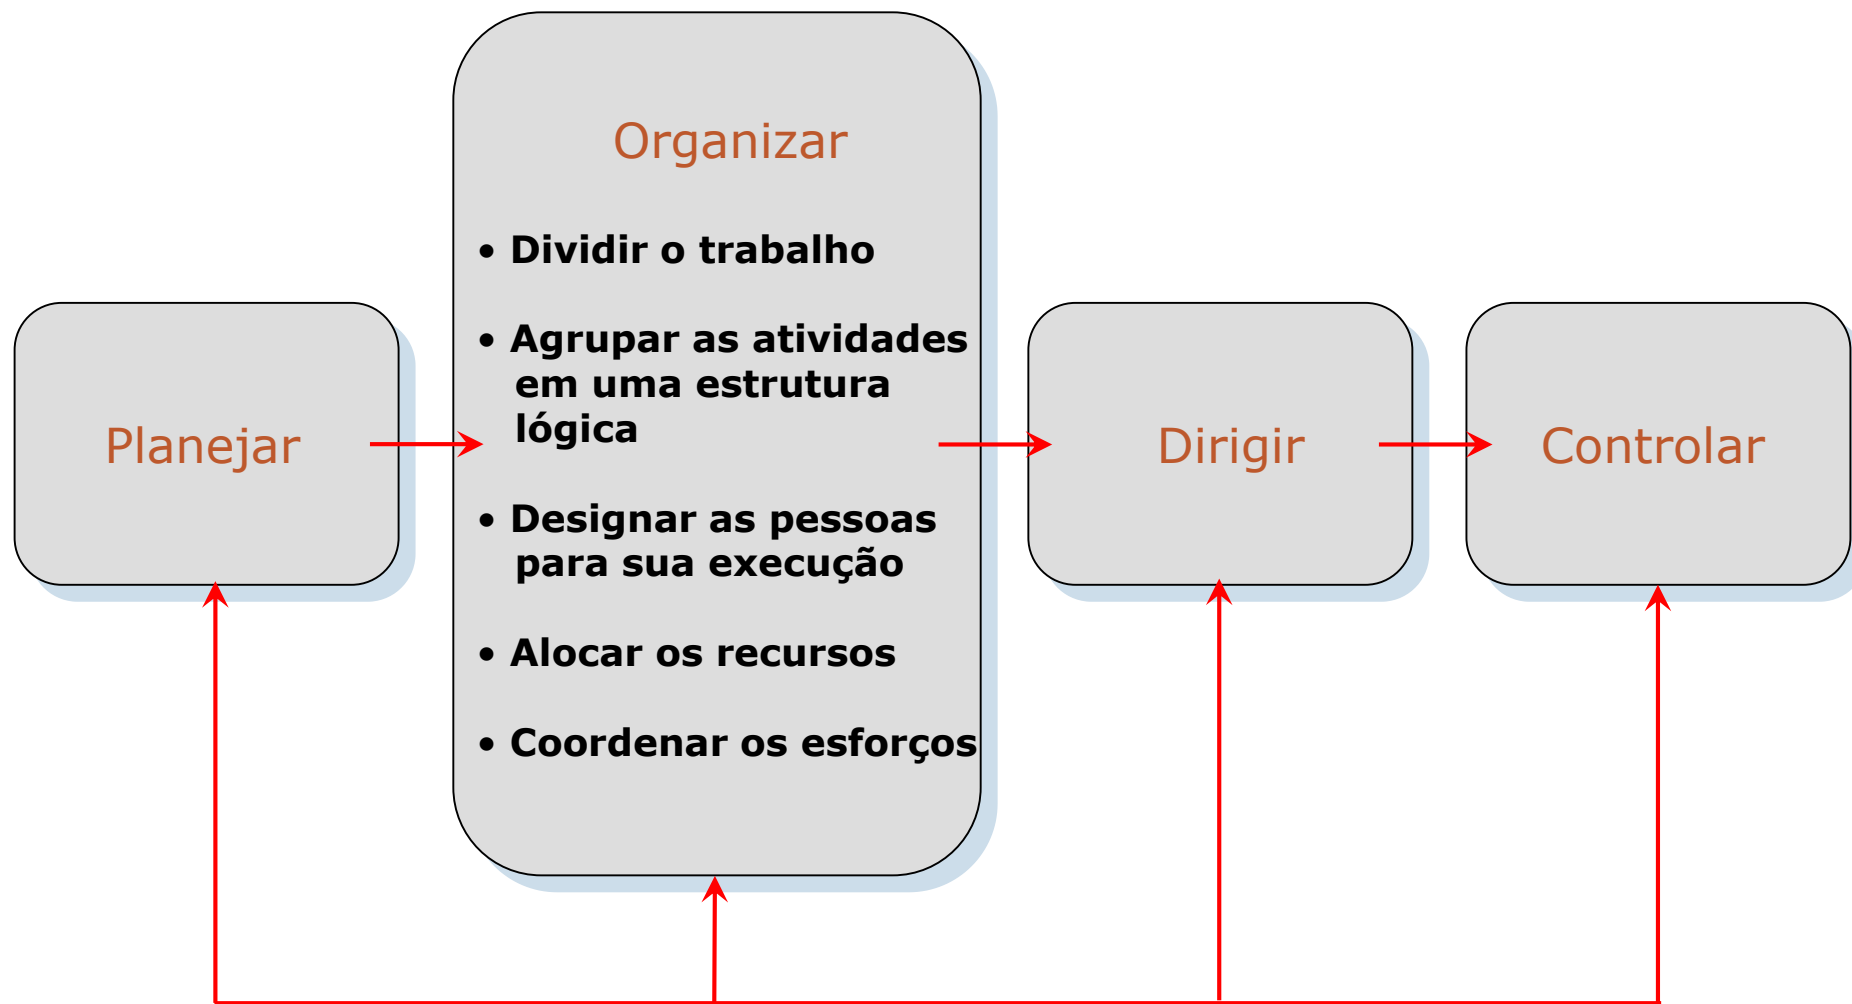 Planejar
Organizar
• Dividir o trabalho
• Agrupar as atividades
em uma estrutura
lógica
• Designar as pessoas
para sua execução
• Alocar os recursos
• Coordenar os esforços
Dirigir
Controlar